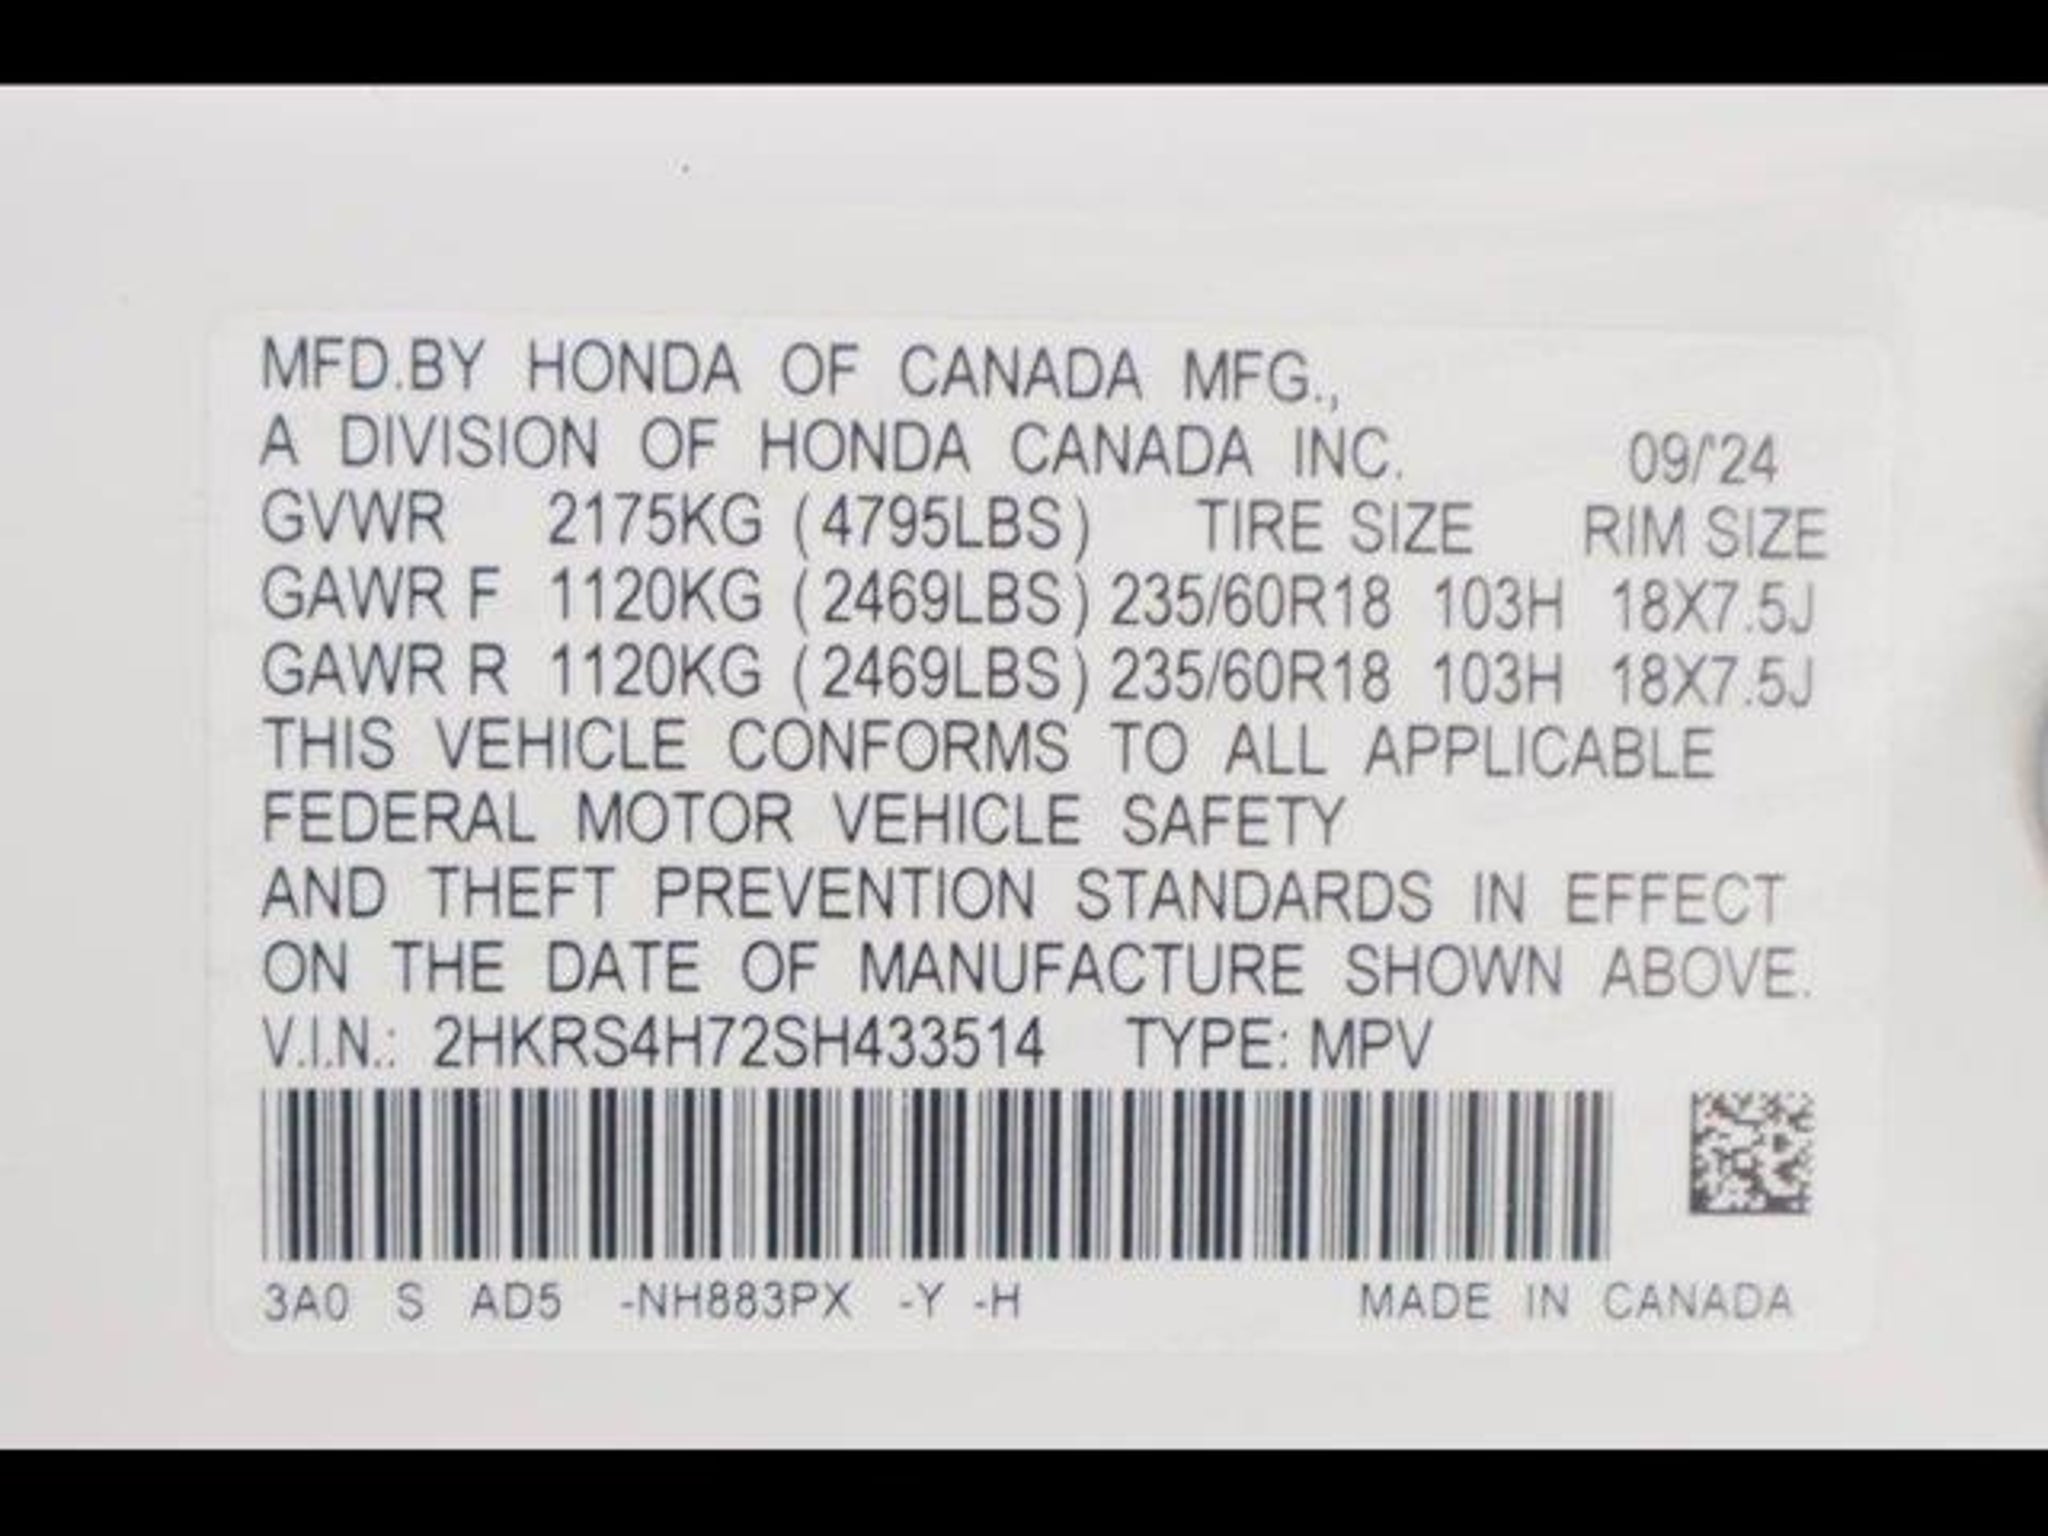 MFD.BY HONDA OF CANADA MFG.,
A DIVISION OF HONDA CANADA INC. 09/'24
GVWR 2175KG (4795LBS) TIRE SIZE RIM SIZE
GAWR F 1120KG (2469LBS) 235/60R18 103H 18X7.5J
GAWR R 1120KG (2469LBS) 235/60R18 103H 18X7.5J
THIS VEHICLE CONFORMS TO ALL APPLICABLE
FEDERAL MOTOR VEHICLE SAFETY
AND THEFT PREVENTION STANDARDS IN EFFECT
ON THE DATE OF MANUFACTURE SHOWN ABOVE.
V.I.N.: 2HKRS4H72SH433514 TYPE: MPV
3A0 S AD5 -NH883PX -Y -H MADE IN CANADA